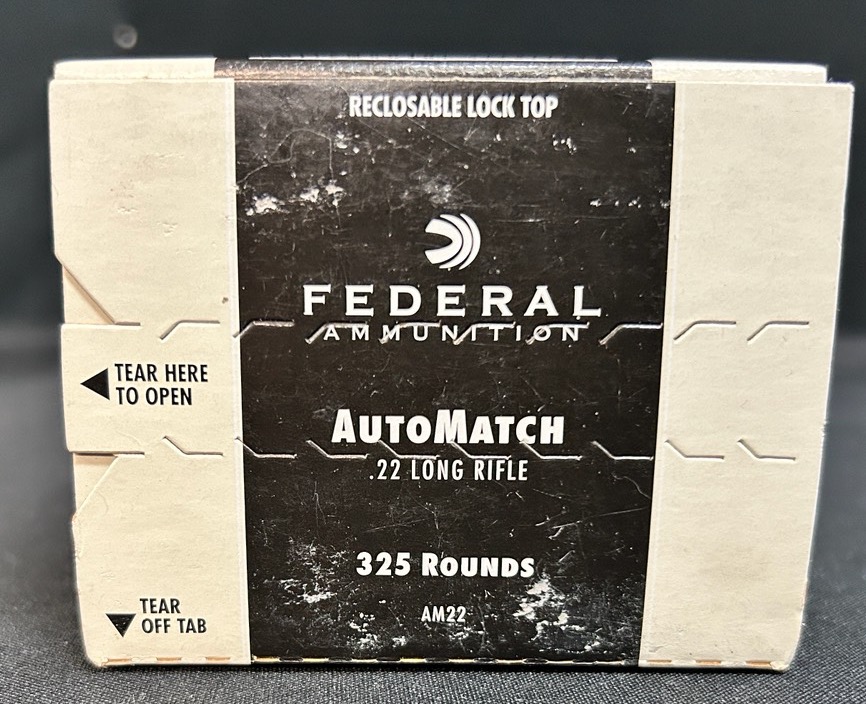 RECLOSABLE LOCK TOP
FEDERAL
AMMUNITION
TEAR HERE
TO OPEN
AUTOMATCH
.22 LONG RIFLE
325 ROUNDS
AM22
TEAR
OFF TAB